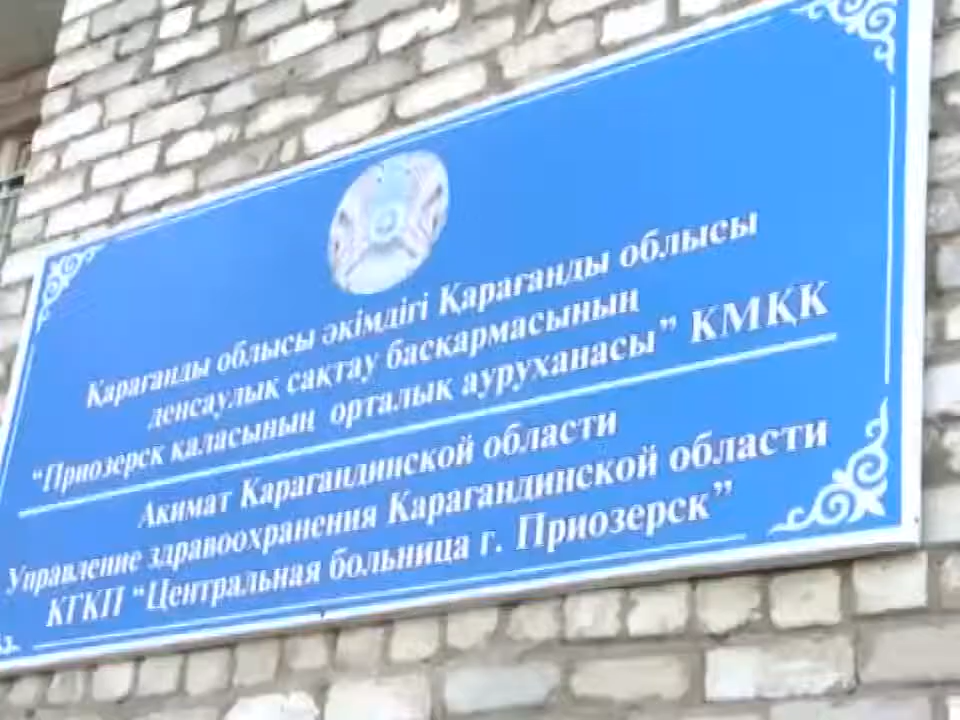 Қарағанды облысы әкімдігі Қарағанды облысы
денсаулық сақтау басқармасының
“Приозерск қаласының орталық ауруханасы” КМҚК
Акимат Карагандинской области
Управление здравоохранения Карагандинской области
КГКП “Центральная больница г. Приозерск”